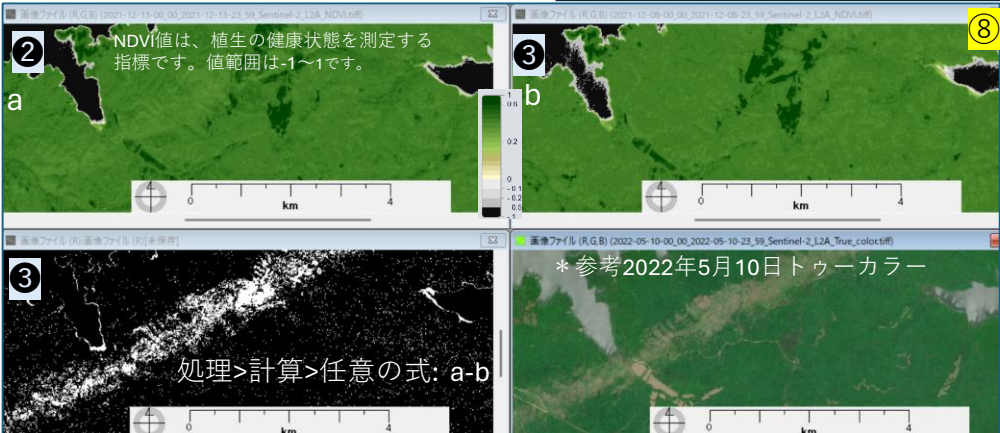 画像ファイル (R,G,B) (2021-12-13-00_00_2021-12-13-23_59_Sentinel-2_L2A_NDVI.tiff)
画像ファイル (R,G,B) (2021-12-08-00_00_2021-12-08-23_59_Sentinel-2_L2A_NDVI.tiff)
⑧
❷
NDVI値は、植生の健康状態を測定する
指標です。値範囲は-1～1です。
❸
a
b
1
0.6
0.2
0
- 0.1
- 0.2
- 0.5
- 1
0
4
km
0
4
km
画像ファイル (R):画像ファイル (R)[未保存]
画像ファイル (R,G,B) (2022-05-10-00_00_2022-05-10-23_59_Sentinel-2_L2A_True_color.tiff)
❸
＊参考2022年5月10日トゥーカラー
処理>計算>任意の式: a-b
0
4
km
0
4
km